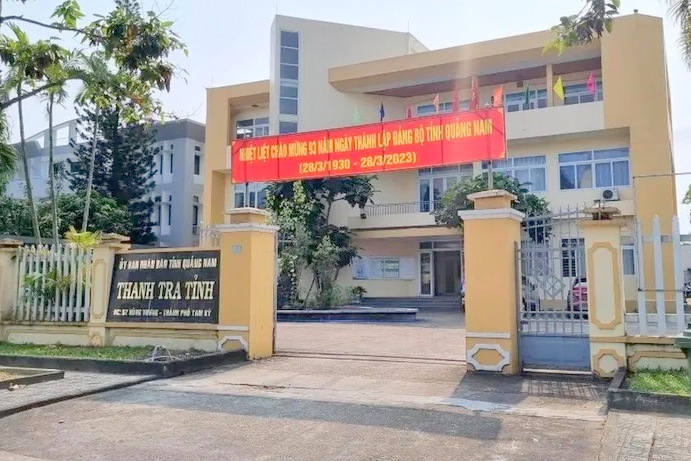 NHIỆT LIỆT CHÀO MỪNG 93 NĂM NGÀY THÀNH LẬP ĐẢNG BỘ TỈNH QUẢNG NAM
(28/3/1930 - 28/3/2023)
ỦY BAN NHÂN DÂN TỈNH QUẢNG NAM
THANH TRA TỈNH
ĐC: 52 HÙNG VƯƠNG - THÀNH PHỐ TAM KỲ